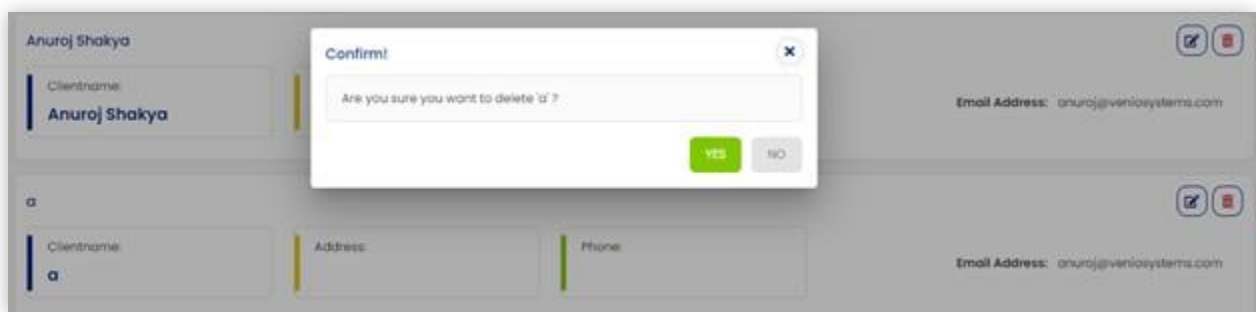 Anuroj Shakya
Confirm!
Are you sure you want to delete 'a' ?
YES
NO
Clientname:
Anuroj Shakya
Email Address: anuroj@veniosystems.com
a
Clientname:
a
Address:
Phone:
Email Address: anuroj@veniosystems.com